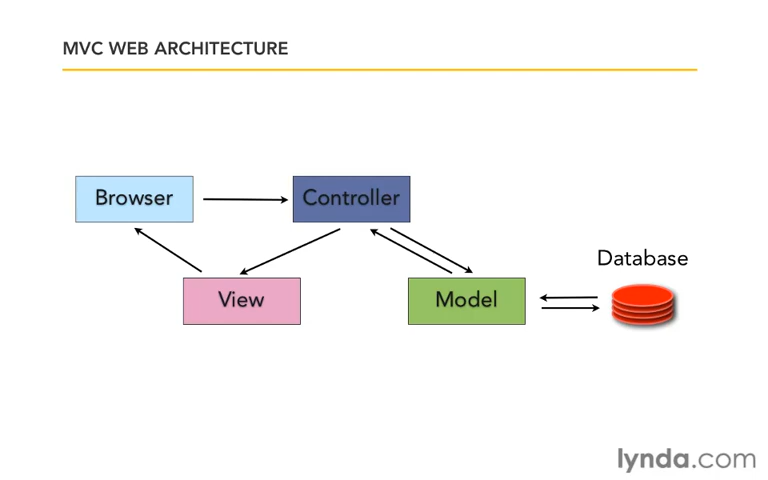 MVC WEB ARCHITECTURE
Browser
Controller
Database
View
Model
lynda.com